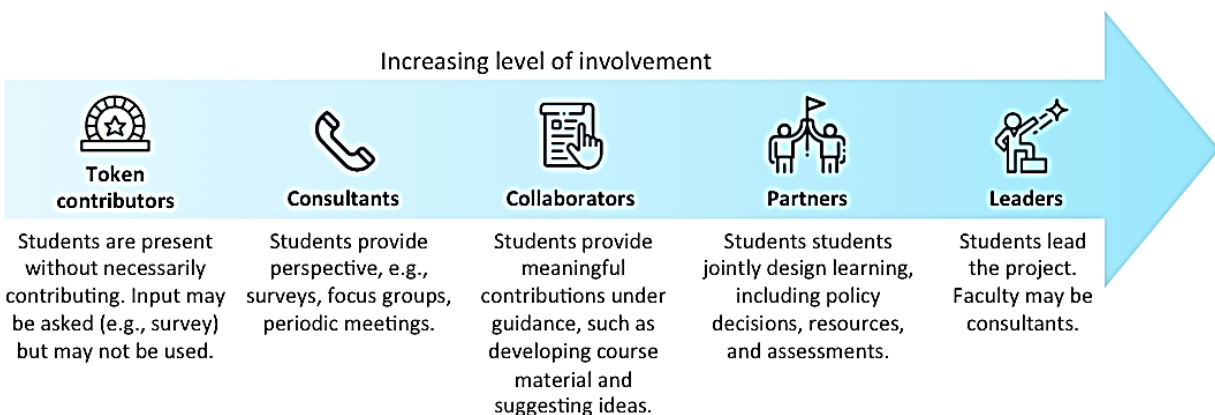 Increasing level of involvement
Token
contributors
Students are present
without necessarily
contributing. Input may
be asked (e.g., survey)
but may not be used.
Consultants
Students provide
perspective, e.g.,
surveys, focus groups,
periodic meetings.
Collaborators
Students provide
meaningful
contributions under
guidance, such as
developing course
material and
suggesting ideas.
Partners
Students students
jointly design learning,
including policy
decisions, resources,
and assessments.
Leaders
Students lead
the project.
Faculty may be
consultants.